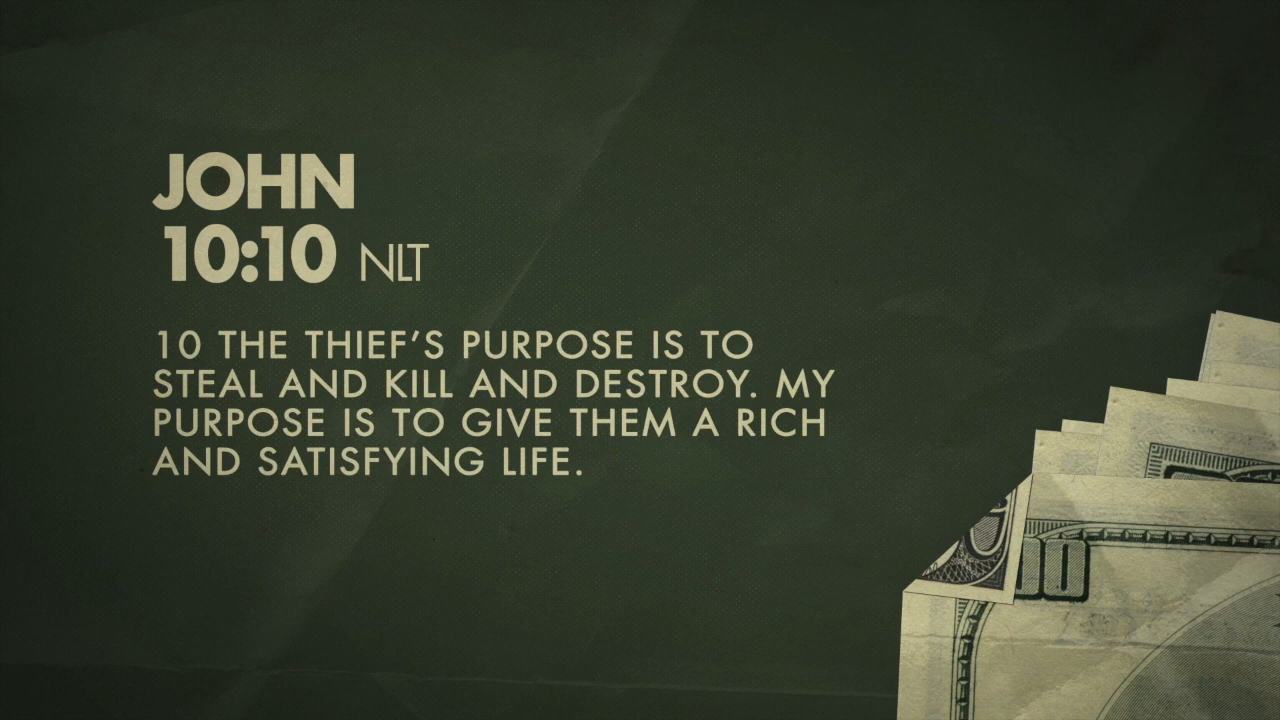 JOHN
10:10 NLT
10 THE THIEF’S PURPOSE IS TO
STEAL AND KILL AND DESTROY. MY
PURPOSE IS TO GIVE THEM A RICH
AND SATISFYING LIFE.
00